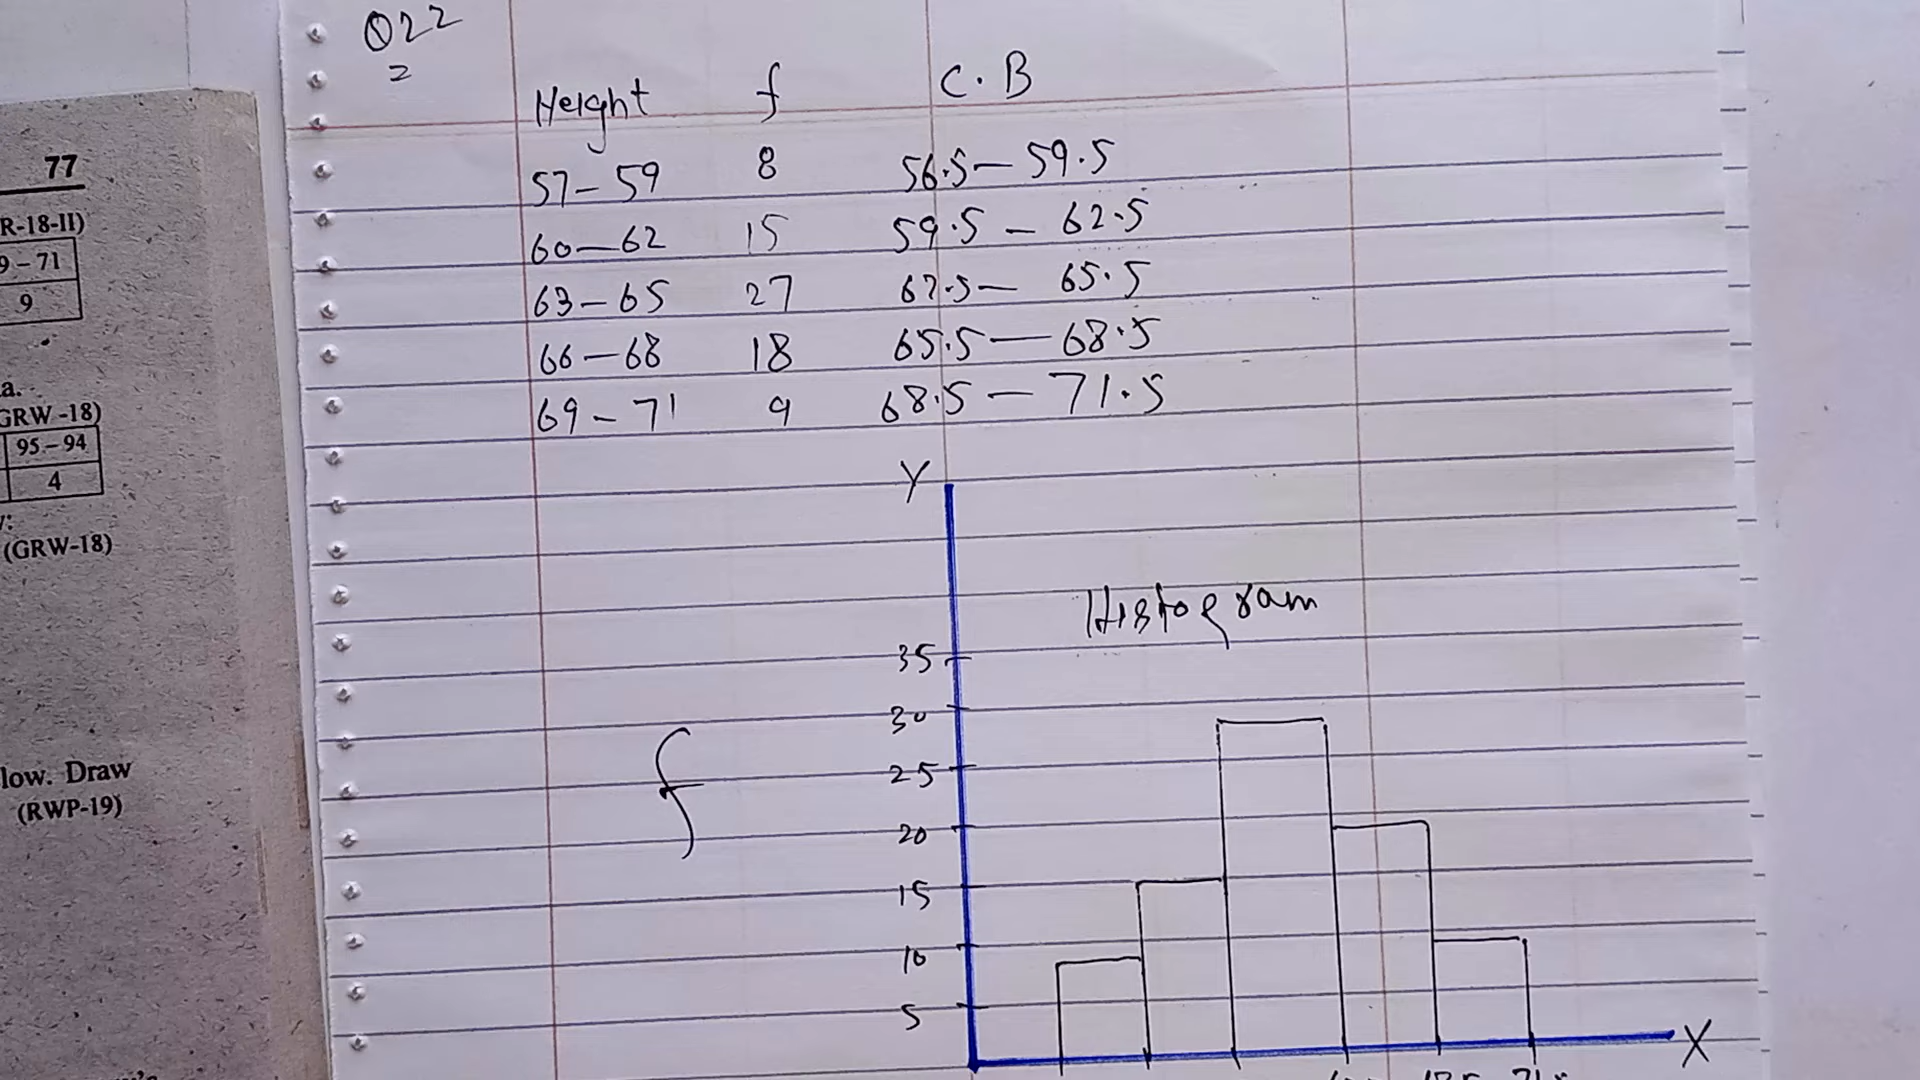 Q22
Height f C.B
57-59 8 56.5-59.5
60-62 15 59.5-62.5
63-65 27 62.5-65.5
66-68 18 65.5-68.5
69-71 9 68.5-71.5
Y
Histogram
35
30
f
25
20
15
10
5
X
77
R-18-II)
9-71
9
a.
GRW-18)
95-94
4
(GRW-18)
low. Draw
(RWP-19)